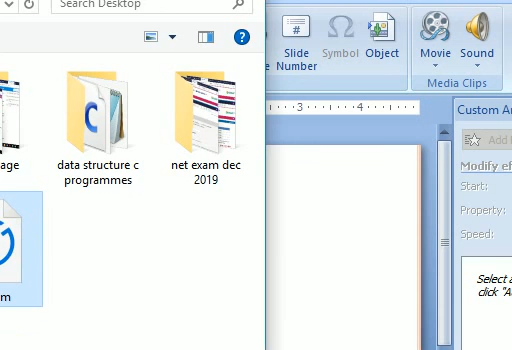 Search Desktop
Slide Number
Symbol
Object
Movie
Sound
Media Clips
3
4
age
data structure c
programmes
net exam dec
2019
m
Custom An
Add
Modify ef
Start:
Property:
Speed:
Select a
click "A